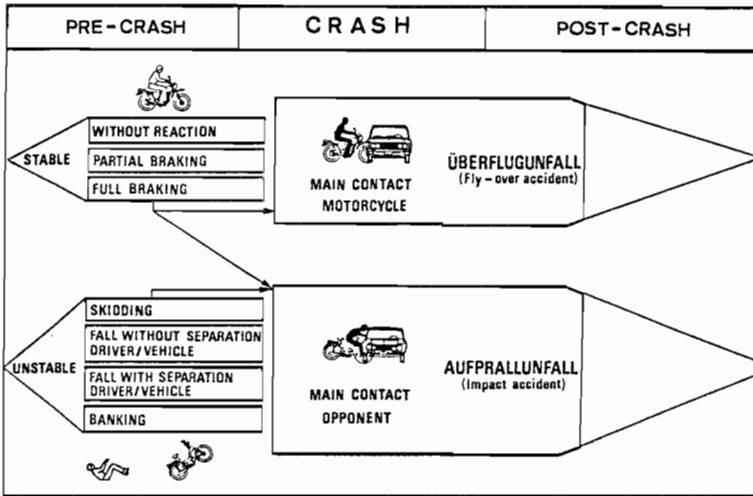 PRE-CRASH
CRASH
POST-CRASH
STABLE
WITHOUT REACTION
PARTIAL BRAKING
FULL BRAKING
MAIN CONTACT
MOTORCYCLE
ÜBERFLUGUNFALL
(Fly-over accident)
UNSTABLE
SKIDDING
FALL WITHOUT SEPARATION
DRIVER/VEHICLE
FALL WITH SEPARATION
DRIVER/VEHICLE
BANKING
MAIN CONTACT
OPPONENT
AUFPRALLUNFALL
(Impact accident)